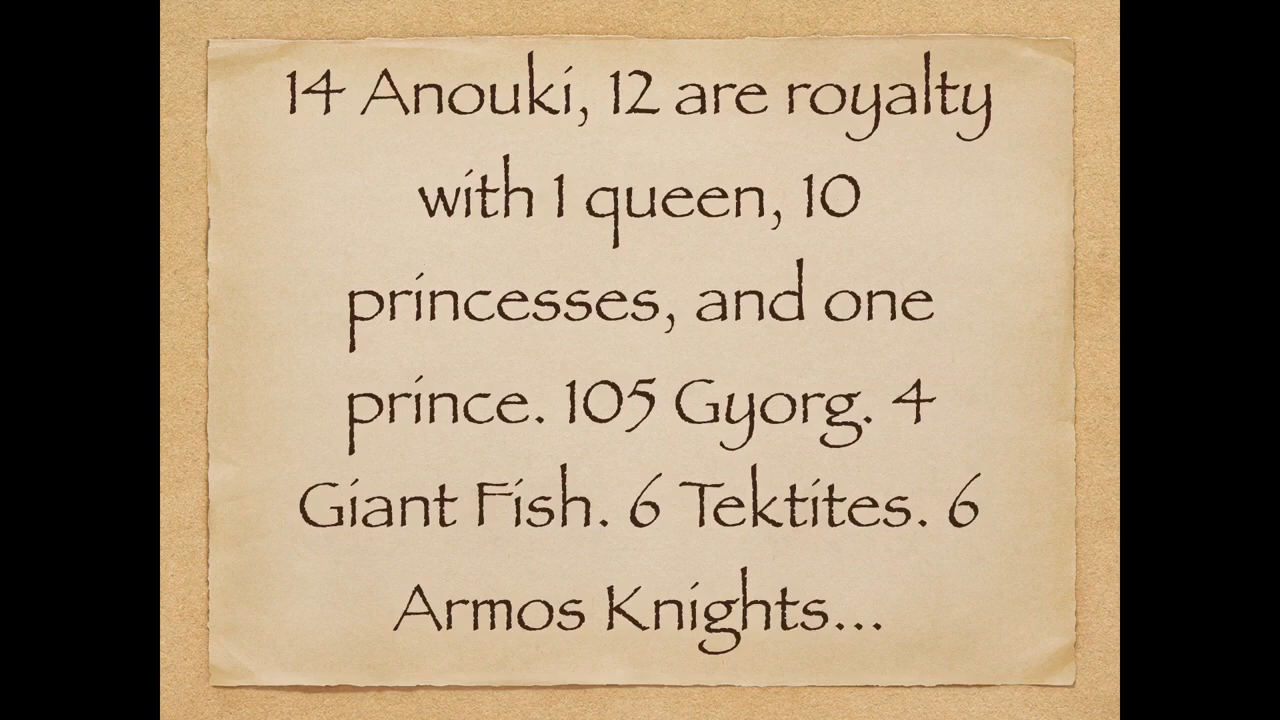 14 Anouki, 12 are royalty
with 1 queen, 10
princesses, and one
prince. 105 Gyorg. 4
Giant Fish. 6 Tektites. 6
Armos Knights...